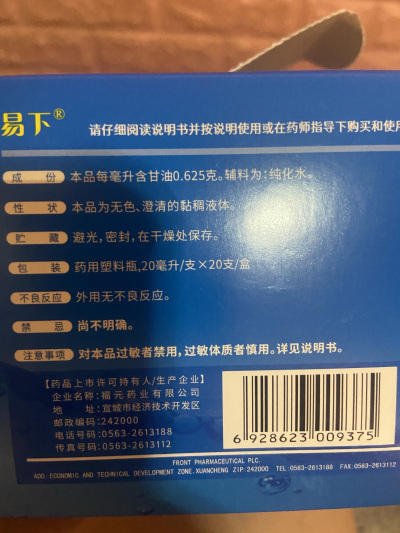 易下®
请仔细阅读说明书并按说明使用或在药师指导下购买和使用
成 份 本品每毫升含甘油0.625克。辅料为:纯化水。
性 状 本品为无色、澄清的黏稠液体。
贮 藏 避光,密封,在干燥处保存。
包 装 药用塑料瓶,20毫升/支×20支/盒
不良反应 外用无不良反应。
禁 忌 尚不明确。
注意事项 对本品过敏者禁用,过敏体质者慎用。详见说明书。
【药品上市许可持有人/生产企业】
企业名称:福元药业有限公司
地 址:宣城市经济技术开发区
邮政编码:242000
电话号码:0563-2613188
传真号码:0563-2613112
6 928623 009375
FRONT PHARMACEUTICAL PLC.
ADD.ECONOMIC AND TECHNICAL DEVELOPMENT ZONE.XUANCHENG ZIP:242000 TEL:0563-2613188 FAX:0563-2613112